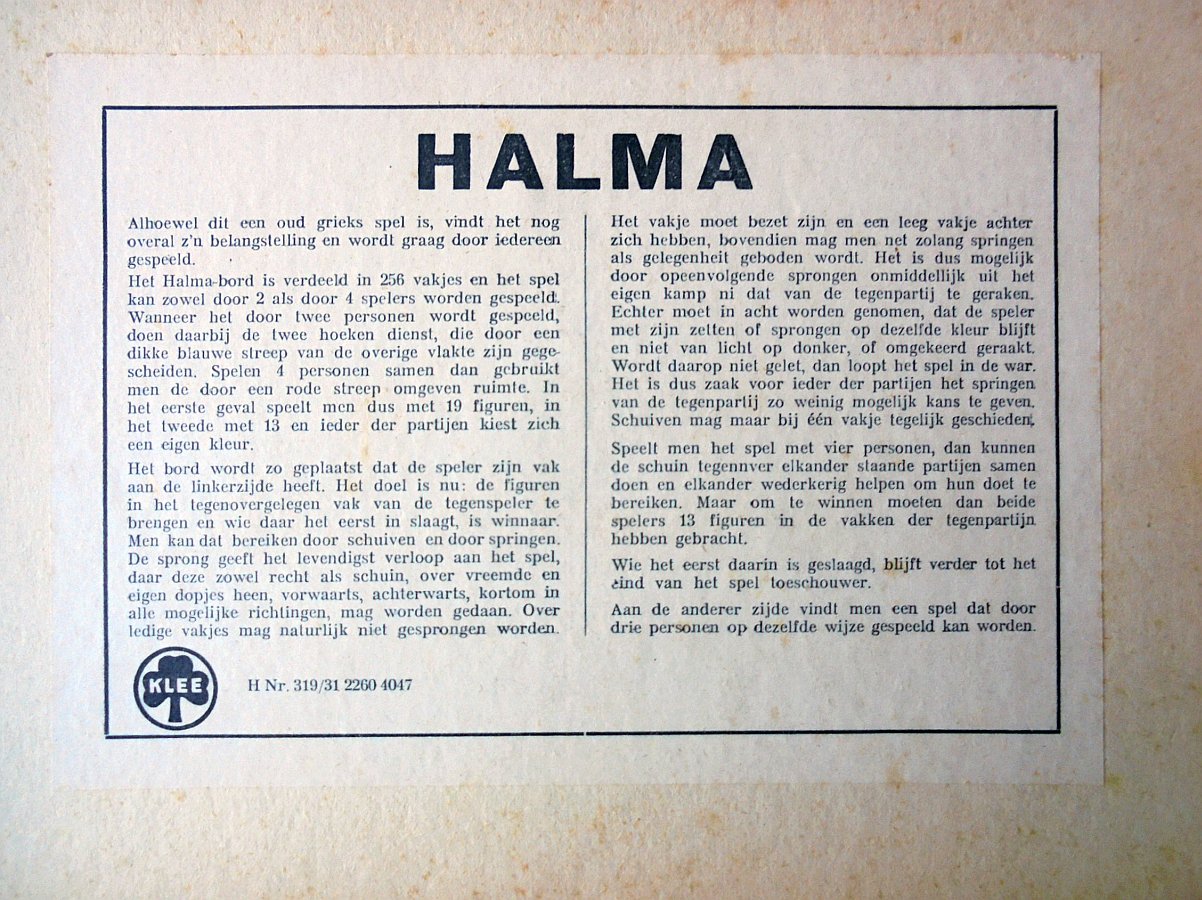 HALMA
Alhoewel dit een oud grieks spel is, vindt het nog
overal z'n belangstelling en wordt graag door iedereen
gespeeld.
Het Halma-bord is verdeeld in 256 vakjes en het spel
kan zowel door 2 als door 4 spelers worden gespeeld.
Wanneer het door twee personen wordt gespeeld,
doen daarbij de twee hoeken dienst, die door een
dikke blauwe streep van de overige vlakte zijn gege-
scheiden. Spelen 4 personen samen dan gebruikt
men de door een rode streep omgeven ruimte. In
het eerste geval speelt men dus met 19 figuren, in
het tweede met 13 en ieder der partijen kiest zich
een eigen kleur.
Het bord wordt zo geplaatst dat de speler zijn vak
aan de linkerzijde heeft. Het doel is nu: de figuren
in het tegenovergelegen vak van de tegenspeler te
brengen en wie daar het eerst in slaagt, is winnaar.
Men kan dat bereiken door schuiven en door springen.
De sprong geeft het levendigst verloop aan het spel,
daar deze zowel recht als schuin, over vreemde en
eigen dopjes heen, vorwaarts, achterwarts, kortom in
alle mogelijke richtingen, mag worden gedaan. Over
ledige vakjes mag naturlijk niet gesprongen worden.
Het vakje moet bezet zijn en een leeg vakje achter
zich hebben, bovendien mag men net zolang springen
als gelegenheit geboden wordt. Het is dus mogelijk
door opeenvolgende sprongen onmiddellijk uit het
eigen kamp ni dat van de tegenpartij te geraken.
Echter moet in acht worden genomen, dat de speler
met zijn zetten of sprongen op dezelfde kleur blijft
en niet van licht op donker, of omgekeerd geraakt.
Wordt daarop niet gelet, dan loopt het spel in de war.
Het is dus zaak voor ieder der partijen het springen
van de tegenpartij zo weinig mogelijk kans te geven.
Schuiven mag maar bij één vakje tegelijk geschieden.
Speelt men het spel met vier personen, dan kunnen
de schuin tegennver elkander staande partijen samen
doen en elkander wederkerig helpen om hun doet te
bereiken. Maar om te winnen moeten dan beide
spelers 13 figuren in de vakken der tegenpartijn
hebben gebracht.
Wie het eerst daarin is geslaagd, blijft verder tot het
eind van het spel toeschouwer.
Aan de anderer zijde vindt men een spel dat door
drie personen op dezelfde wijze gespeeld kan worden.
KLEE
H Nr. 319/31 2260 4047